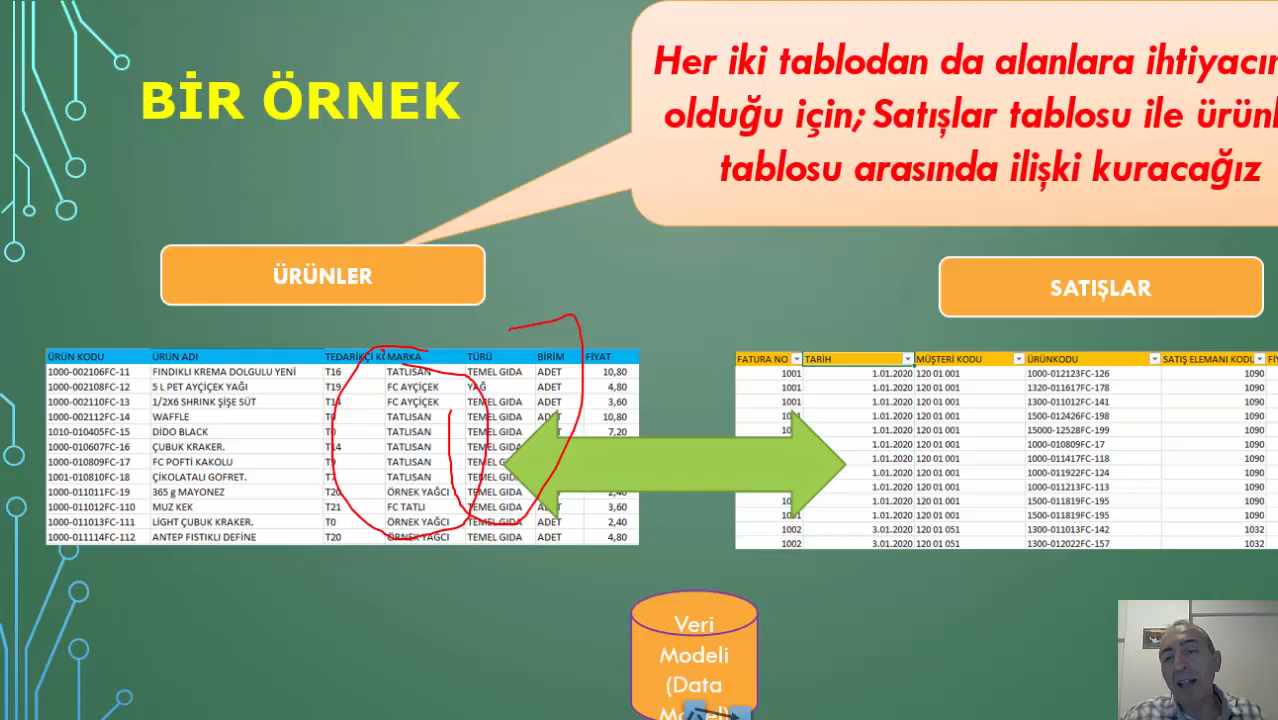 BİR ÖRNEK
Her iki tablodan da alanlara
olduğu için; Satışlar tablosu ile
tablosu arasında ilişki kuracağız
ÜRÜNLER
SATIŞLAR
ÜRÜN KODU ÜRÜN ADI TEDARİKÇİ MARKA TÜRÜ BİRİM FİYAT
1000-002106FC-11 FINDIKLI KREMA DOLGULU YENİ T16 TATLISAN TEMEL GIDA ADET 10,80
1000-002108FC-12 5 L PET AYÇİÇEK YAĞI T19 FC AYÇİÇEK YAĞ ADET 4,80
1000-002110FC-13 1/2X6 SHRINK ŞİŞE SÜT T14 FC AYÇİÇEK TEMEL GIDA ADET 3,60
1000-002112FC-14 WAFFLE TATLISAN TEMEL GIDA ADET 10,80
1010-010405FC-15 DİDO BLACK TATLISAN TEMEL GIDA 7,20
1000-010607FC-16 ÇUBUK KRAKER. T14 TATLISAN TEMEL GIDA
1000-010809FC-17 FC POFTİ KAKOLU T9 TATLISAN TEMEL
1001-010810FC-18 ÇİKOLATALI GOFRET. T7 TATLISAN TEMEL
1000-011011FC-19 365 g MAYONEZ T20 ÖRNEK YAĞCI TEMEL GIDA 2,40
1000-011012FC-110 MUZ KEK T21 FC TATLI TEMEL GIDA ADET 3,60
1000-011013FC-111 LİGHT ÇUBUK KRAKER. T0 ÖRNEK YAĞCI TEMEL GIDA ADET 2,40
1000-011114FC-112 ANTEP FISTIKLI DEFİNE T20 ÖRNEK YAĞCI TEMEL GIDA ADET 4,80
FATURA NO TARİH MÜŞTERİ KODU ÜRÜNKODU SATIŞ ELEMANI KODU
1001 1.01.2020 120 01 001 1000-012123FC-126 1090
1001 1.01.2020 120 01 001 1320-011617FC-178 1090
1001 1.01.2020 120 01 001 1300-011012FC-141 1090
1001 1.01.2020 120 01 001 1500-012426FC-198 1090
1.01.2020 120 01 001 15000-12528FC-199 1090
1.01.2020 120 01 001 1000-010809FC-17 1090
1.01.2020 120 01 001 1000-011417FC-118 1090
1.01.2020 120 01 001 1000-011922FC-124 1090
1.01.2020 120 01 001 1000-011213FC-113 1090
1.01.2020 120 01 001 1500-011819FC-195 1090
1.01.2020 120 01 001 1500-011819FC-195 1090
1002 3.01.2020 120 01 051 1300-011013FC-142 1032
1002 3.01.2020 120 01 051 1300-012022FC-157 1032
Veri
Modeli
(Data